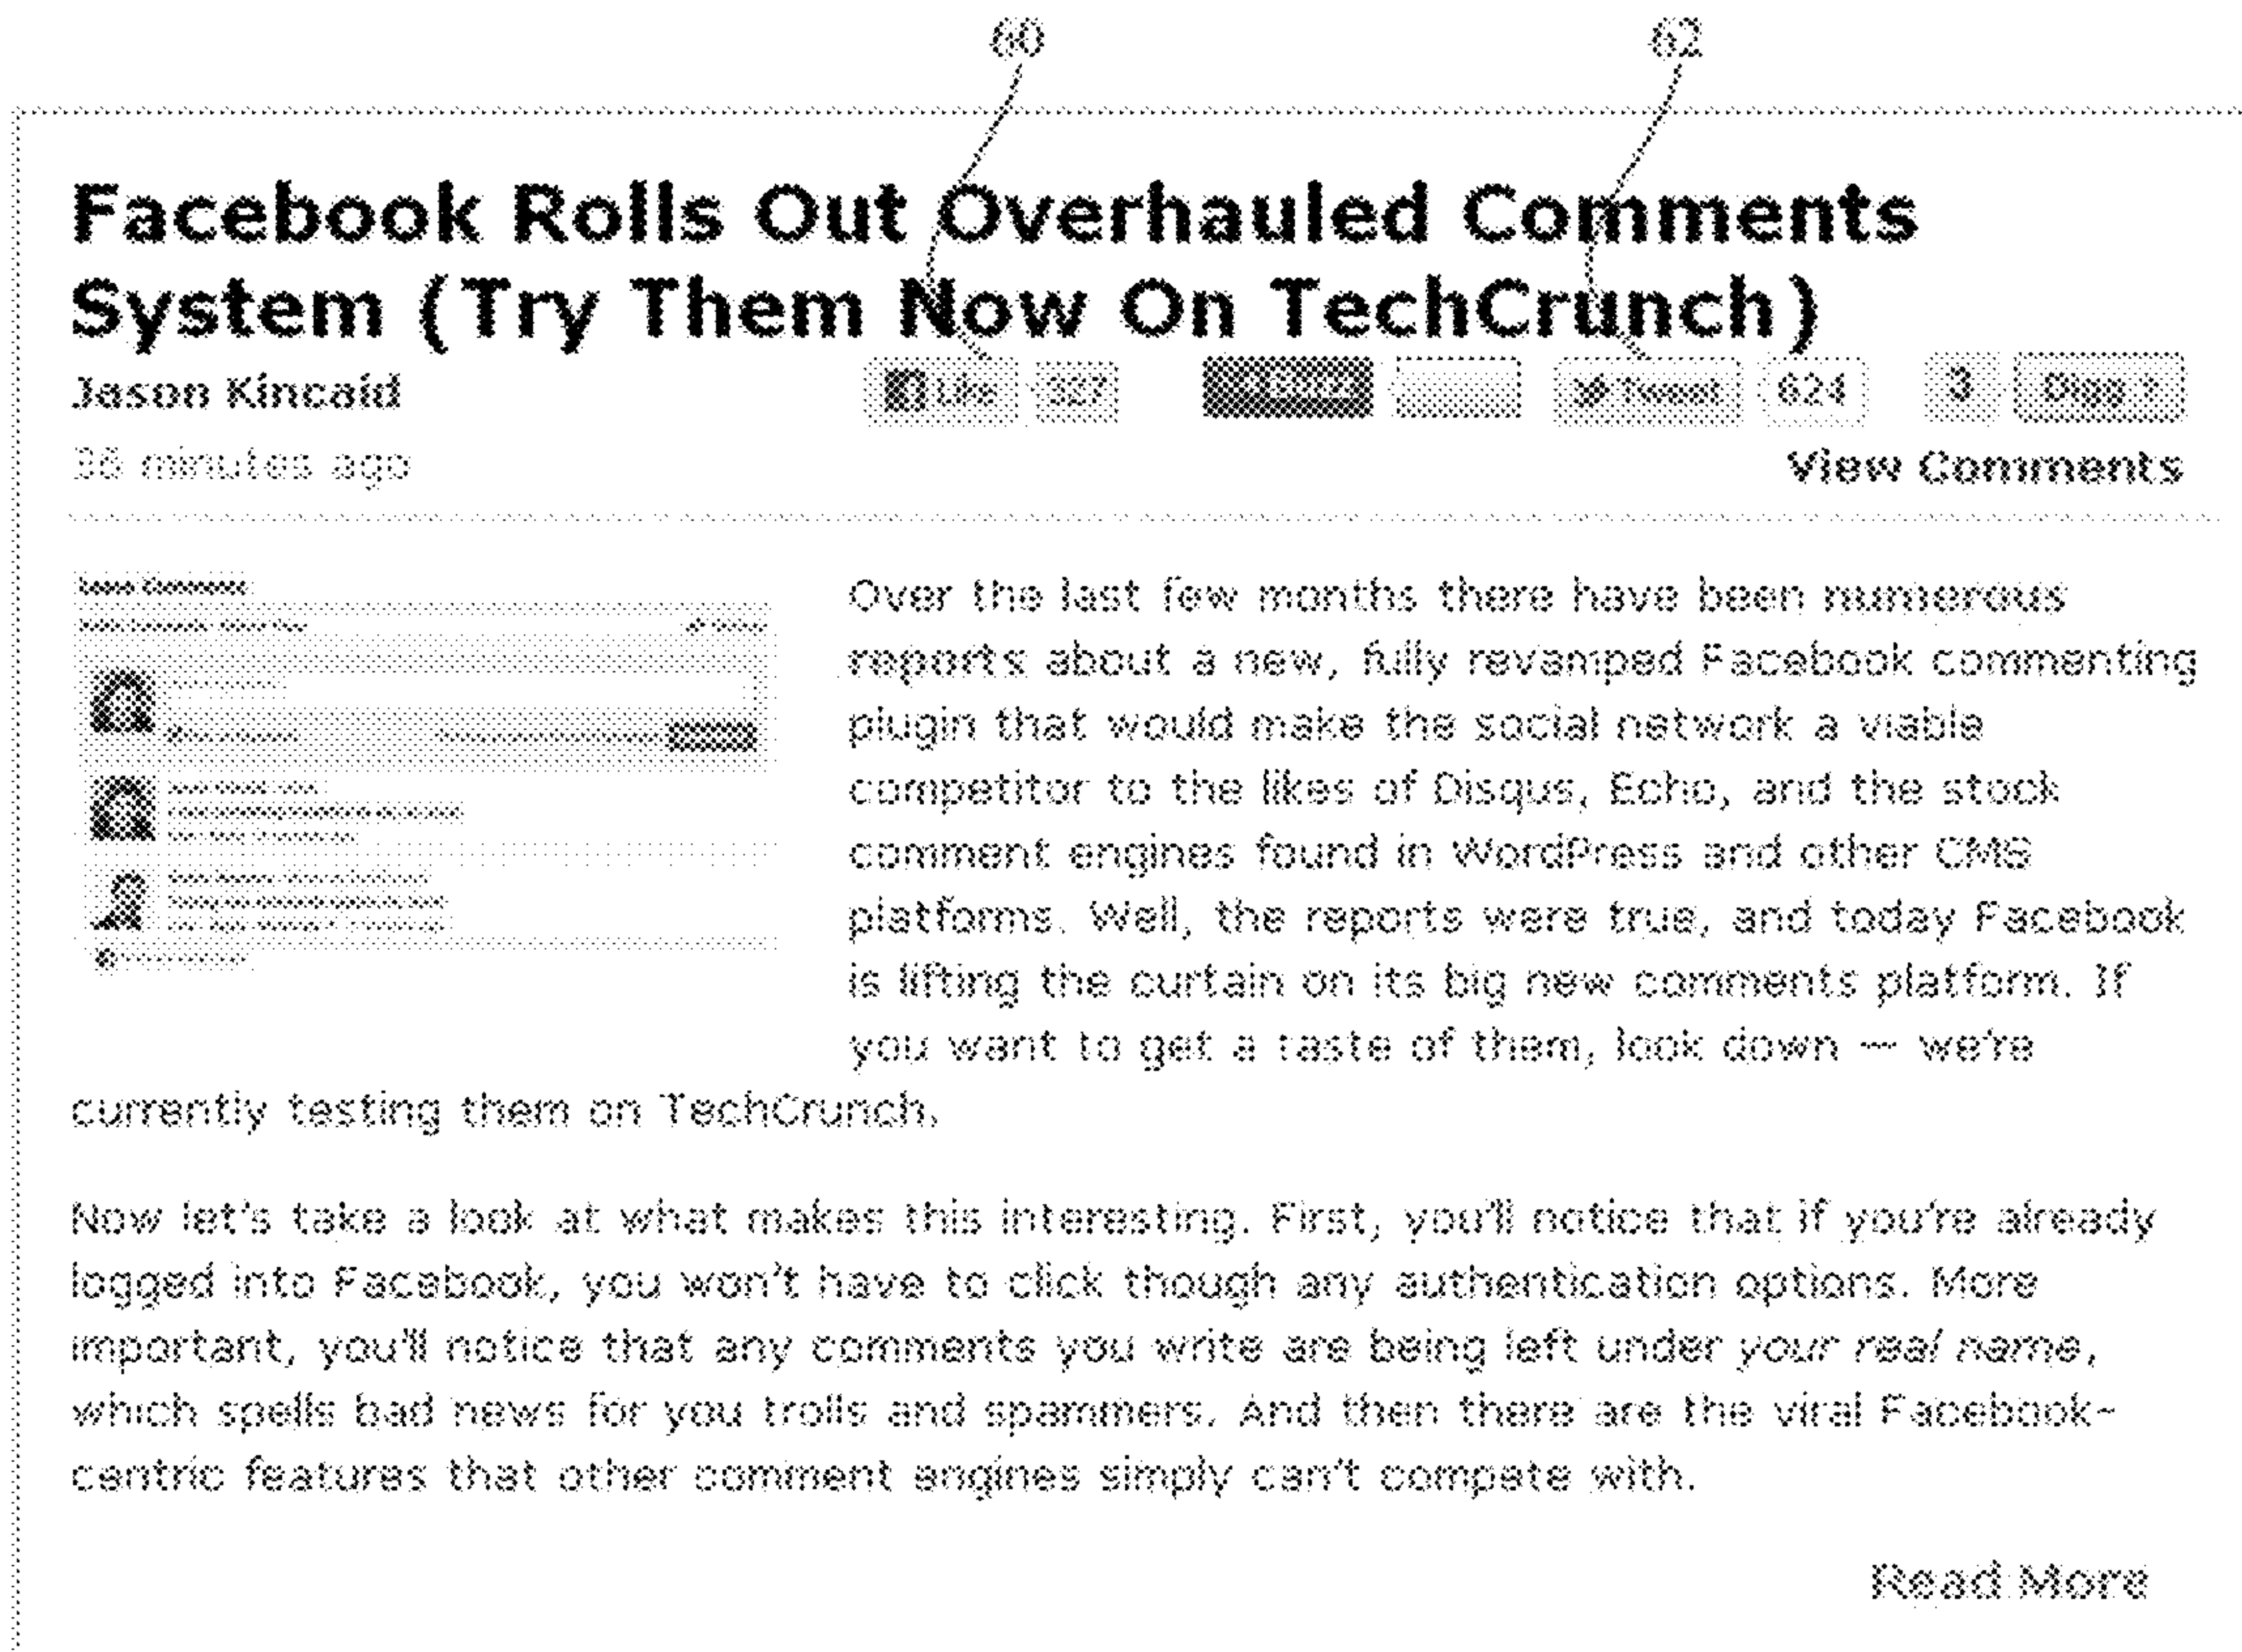 60 62
Facebook Rolls Out Overhauled Comments
System (Try Them Now On TechCrunch)
Jason Kincaid
Like 327 Tweet 624 3 Digg
minutes ago
View Comments
Over the last few months there have been numerous
reports about a new, fully revamped Facebook commenting
plugin that would make the social network a viable
competitor to the likes of Disqus, Echo, and the stock
comment engines found in WordPress and other CMS
platforms. Well, the reports were true, and today Facebook
is lifting the curtain on its big new comments platform. If
you want to get a taste of them, look down — we're
currently testing them on TechCrunch.
Now let's take a look at what makes this interesting. First, you'll notice that if you're already
logged into Facebook, you won't have to click though any authentication options. More
important, you'll notice that any comments you write are being left under your real name,
which spells bad news for you trolls and spammers. And then there are the viral Facebook-
centric features that other comment engines simply can't compete with.
Read More